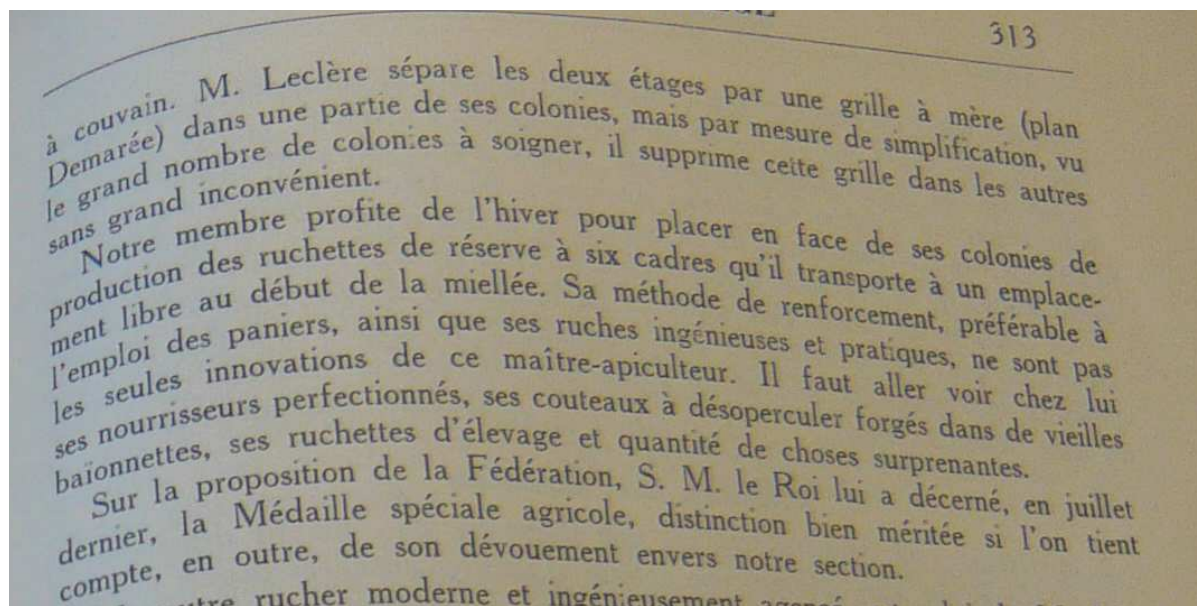 313
à couvain. M. Leclère sépare les deux étages par une grille à mère (plan
Demarée) dans une partie de ses colonies, mais par mesure de simplification, vu
le grand nombre de colonies à soigner, il supprime cette grille dans les autres
sans grand inconvénient.
Notre membre profite de l'hiver pour placer en face de ses colonies de
production des ruchettes de réserve à six cadres qu'il transporte à un emplace-
ment libre au début de la miellée. Sa méthode de renforcement, préférable à
l'emploi des paniers, ainsi que ses ruches ingénieuses et pratiques, ne sont pas
les seules innovations de ce maître-apiculteur. Il faut aller voir chez lui
ses nourrisseurs perfectionnés, ses couteaux à désoperculer forgés dans de vieilles
baïonnettes, ses ruchettes d'élevage et quantité de choses surprenantes.
Sur la proposition de la Fédération, S. M. le Roi lui a décerné, en juillet
dernier, la Médaille spéciale agricole, distinction bien méritée si l'on tient
compte, en outre, de son dévouement envers notre section.
rucher moderne et ingénieusement